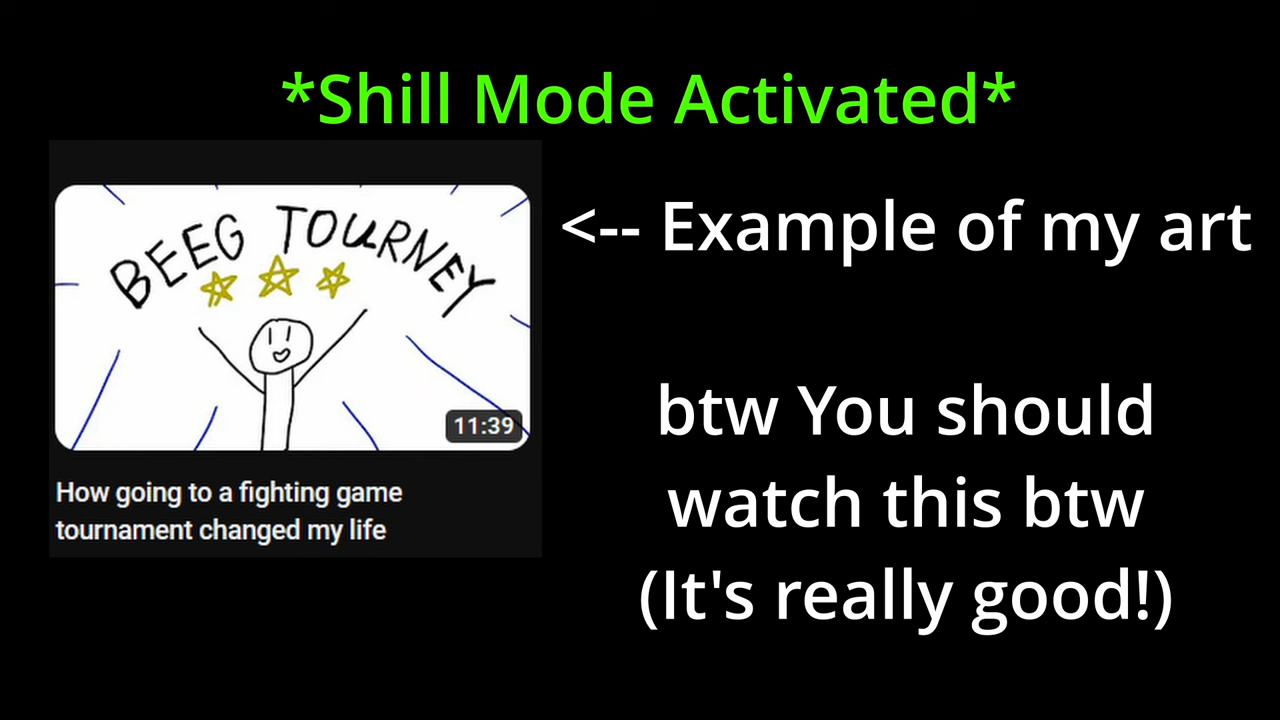 *Shill Mode Activated*
BEEG TOURNEY
11:39
How going to a fighting game
tournament changed my life
<-- Example of my art
btw You should
watch this btw
(It's really good!)